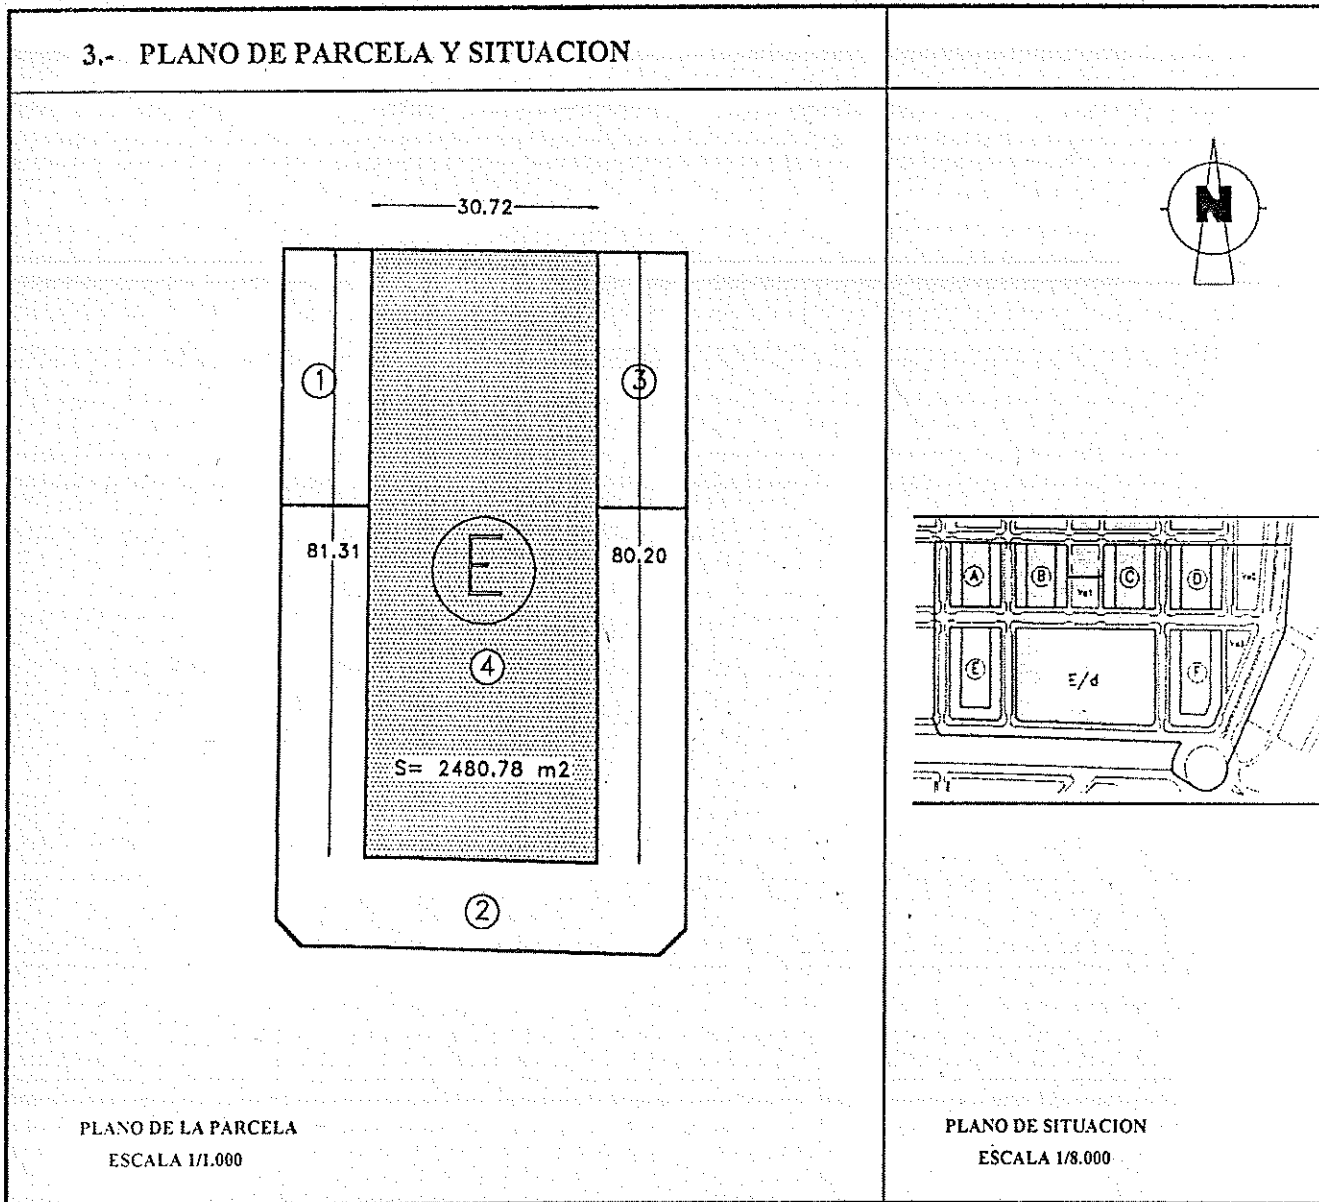 3.- PLANO DE PARCELA Y SITUACION
N
30.72
1
3
81.31
E
80.20
4
S= 2480.78 m2
2
A
B
C
D
E
F
PLANO DE LA PARCELA
ESCALA 1/1.000
PLANO DE SITUACION
ESCALA 1/8.000